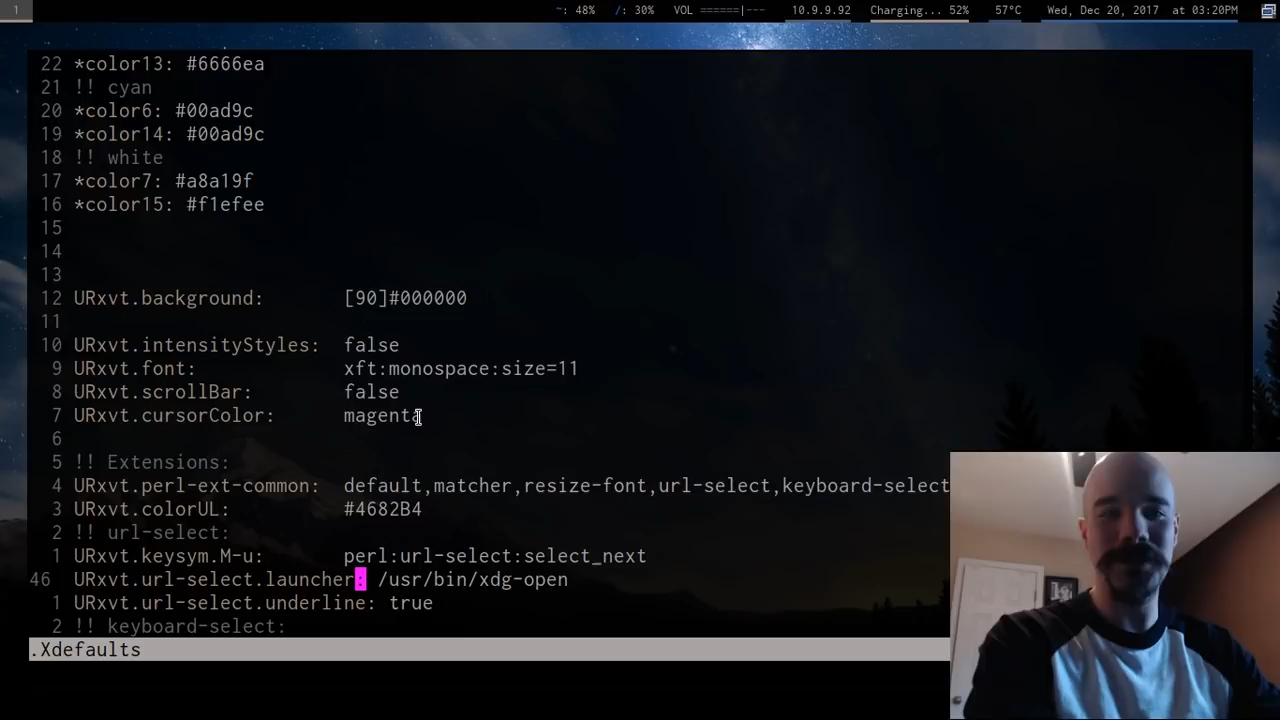 1 ~: 48% /: 30% VOL ======|--- 10.9.9.92 Charging... 52% 57°C Wed, Dec 20, 2017 at 03:20PM
22 *color13: #6666ea
21 !! cyan
20 *color6: #00ad9c
19 *color14: #00ad9c
18 !! white
17 *color7: #a8a19f
16 *color15: #f1efee
15
14
13
12 URxvt.background: [90]#000000
11
10 URxvt.intensityStyles: false
9 URxvt.font: xft:monospace:size=11
8 URxvt.scrollBar: false
7 URxvt.cursorColor: magenta
6
5 !! Extensions:
4 URxvt.perl-ext-common: default,matcher,resize-font,url-select,keyboard-select
3 URxvt.colorUL: #4682B4
2 !! url-select:
1 URxvt.keysym.M-u: perl:url-select:select_next
46 URxvt.url-select.launcher: /usr/bin/xdg-open
1 URxvt.url-select.underline: true
2 !! keyboard-select:
.Xdefaults